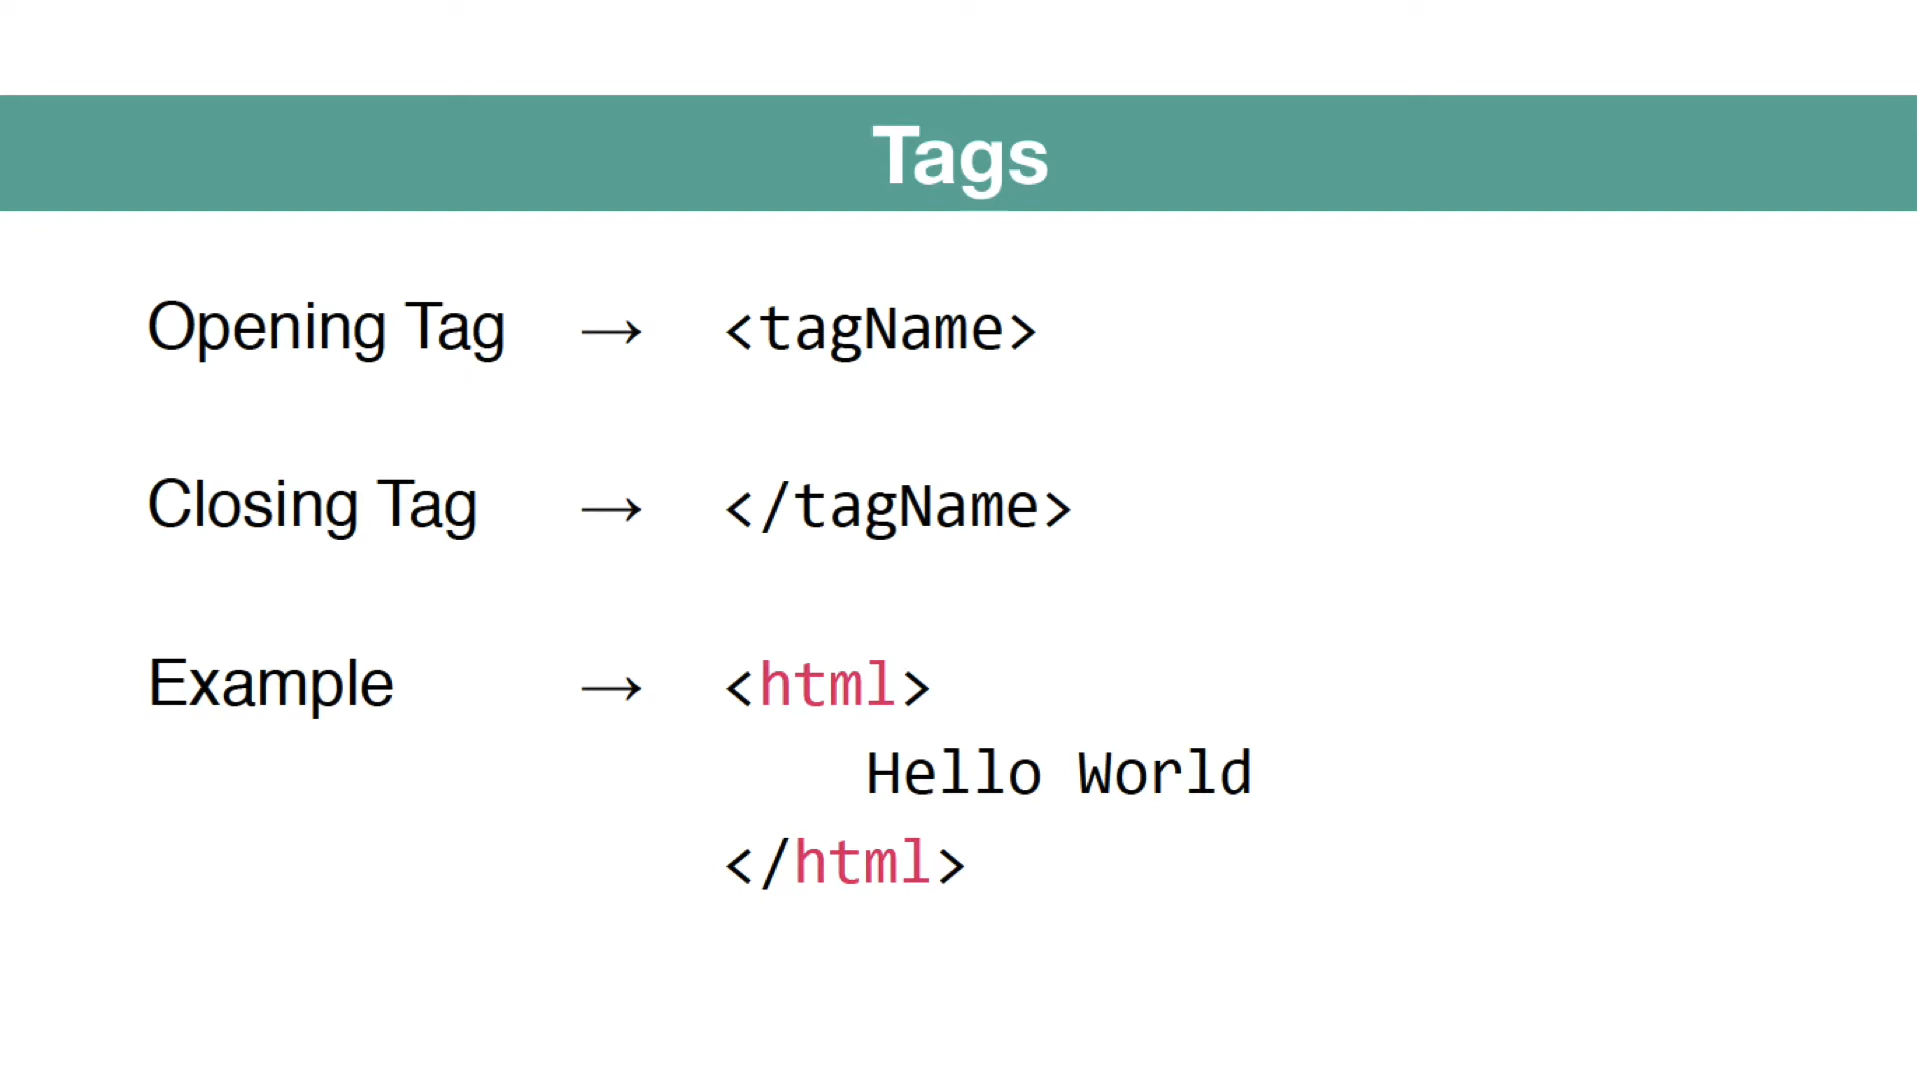 Tags
Opening Tag → <tagName>
Closing Tag → </tagName>
Example → <html>
Hello World
</html>